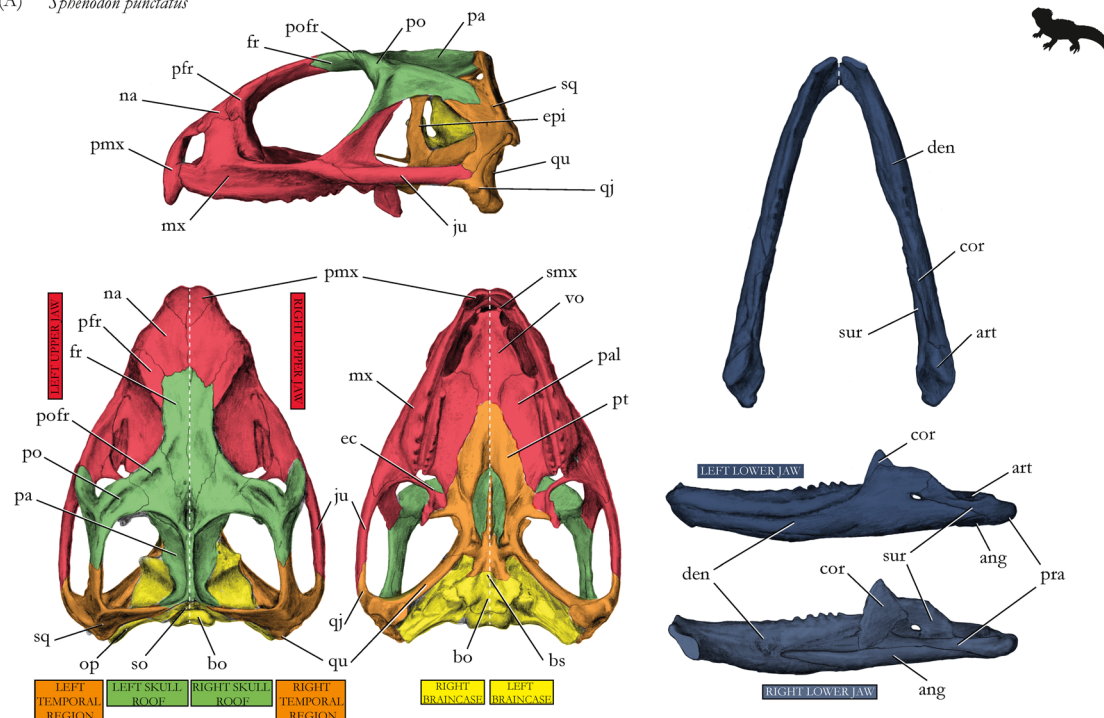 (A) Sphenodon punctatus
pofr
po
pa
fr
pfr
na
sq
epi
pmx
qu
qj
mx
ju
den
cor
sur
art
pmx
smx
vo
na
pfr
fr
LEFT UPPER JAW
RIGHT UPPER JAW
pal
mx
pt
pofr
ec
po
pa
ju
sq
qj
op
so
bo
qu
bo
bs
LEFT
TEMPORAL
REGION
LEFT SKULL
ROOF
RIGHT SKULL
ROOF
RIGHT
TEMPORAL
REGION
RIGHT
BRAINCASE
LEFT
BRAINCASE
cor
LEFT LOWER JAW
art
sur
ang
den
cor
pra
ang
RIGHT LOWER JAW